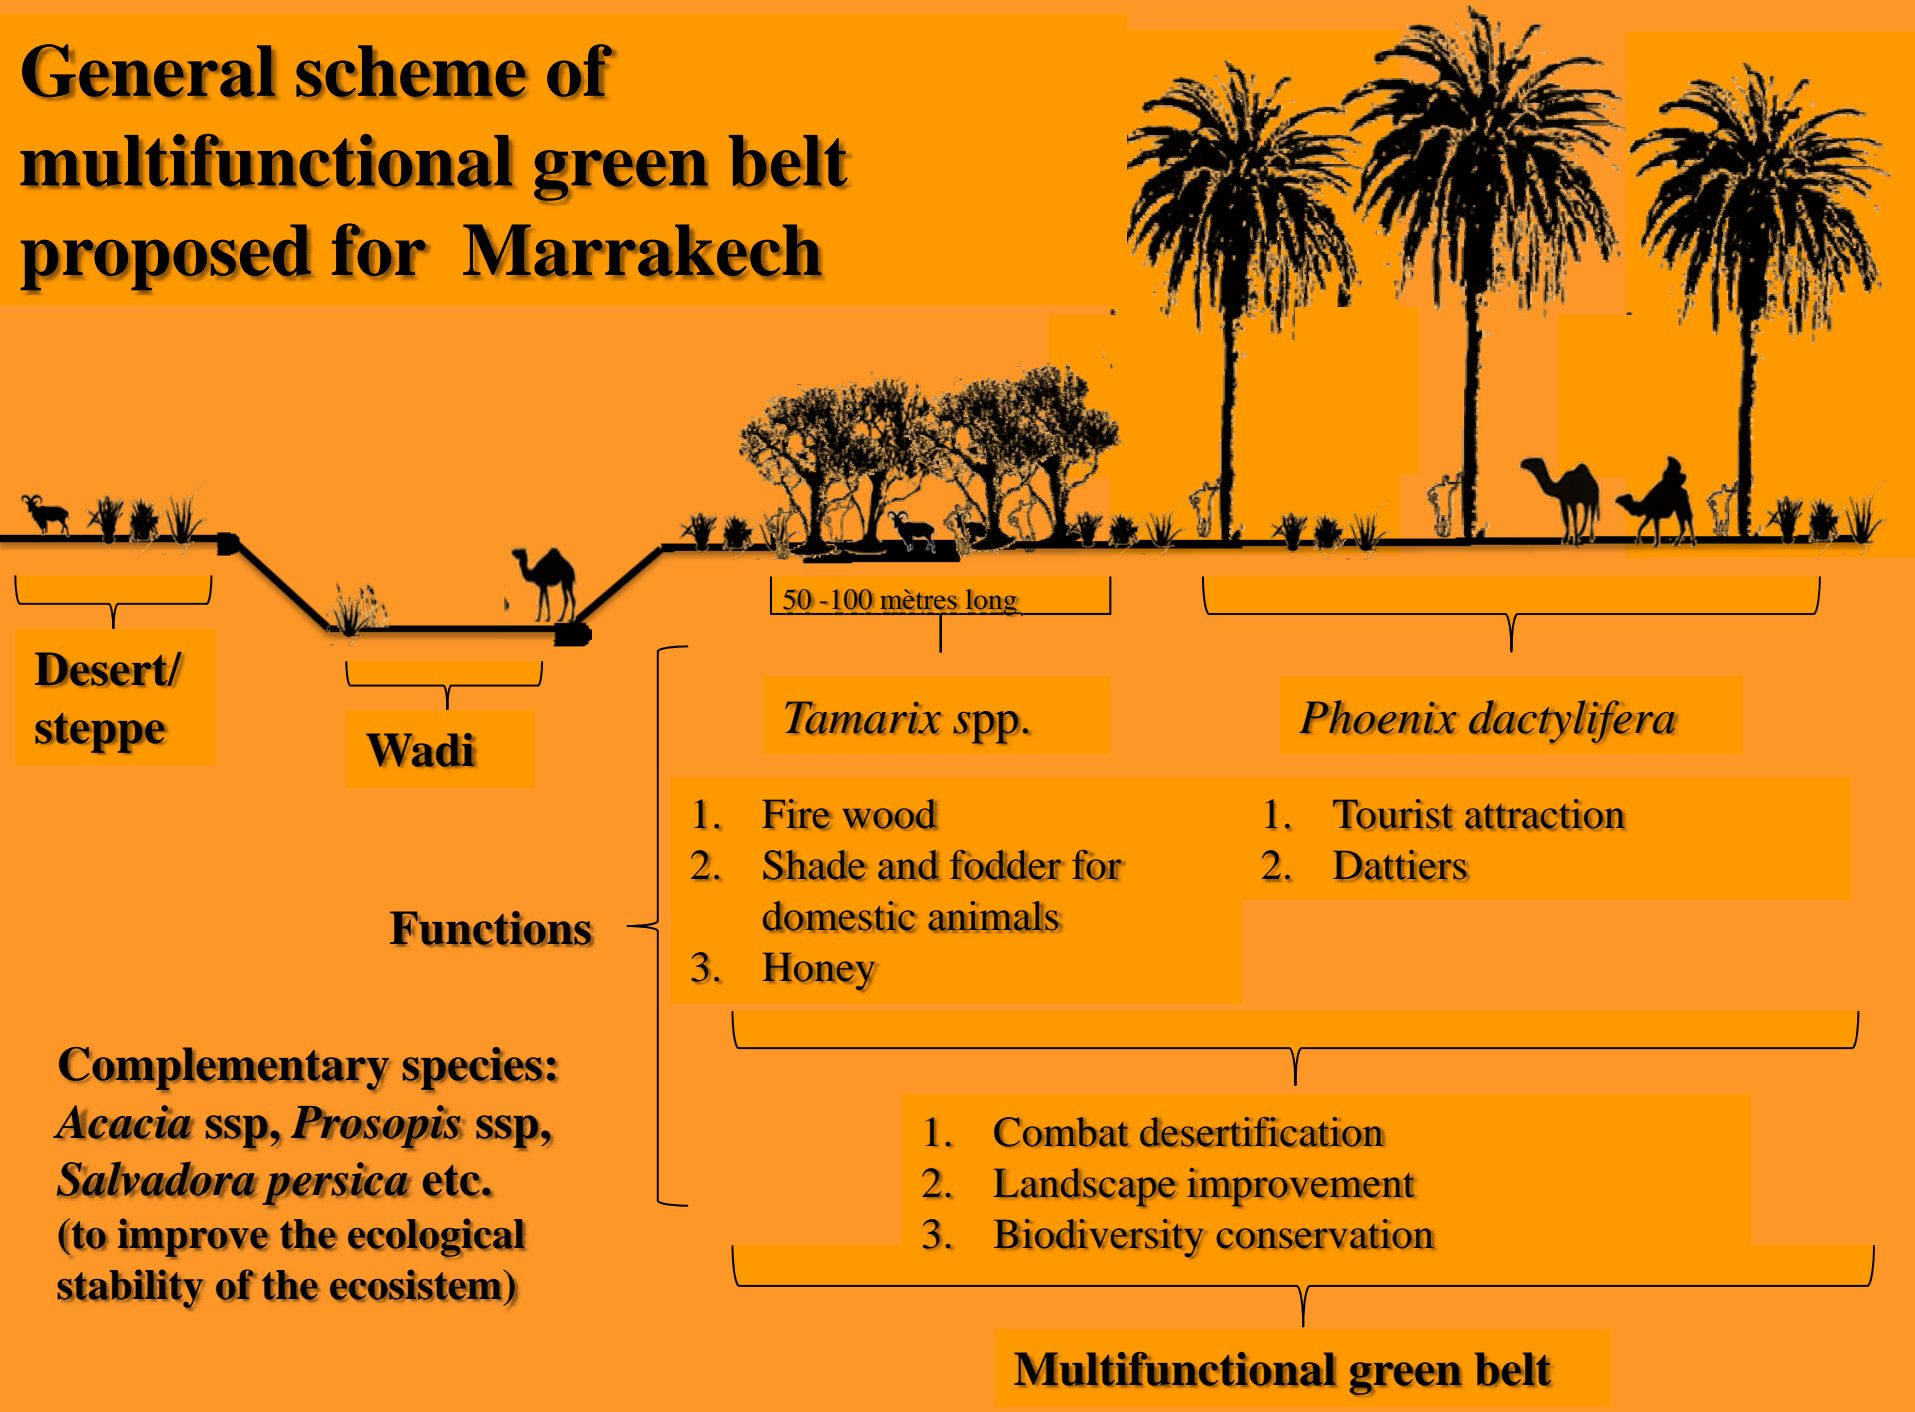 General scheme of
multifunctional green belt
proposed for Marrakech
50 -100 mètres long
Desert/
steppe
Wadi
Tamarix spp.
Phoenix dactylifera
1. Fire wood
2. Shade and fodder for
domestic animals
3. Honey
1. Tourist attraction
2. Dattiers
Functions
Complementary species:
Acacia ssp, Prosopis ssp,
Salvadora persica etc.
(to improve the ecological
stability of the ecosistem)
1. Combat desertification
2. Landscape improvement
3. Biodiversity conservation
Multifunctional green belt